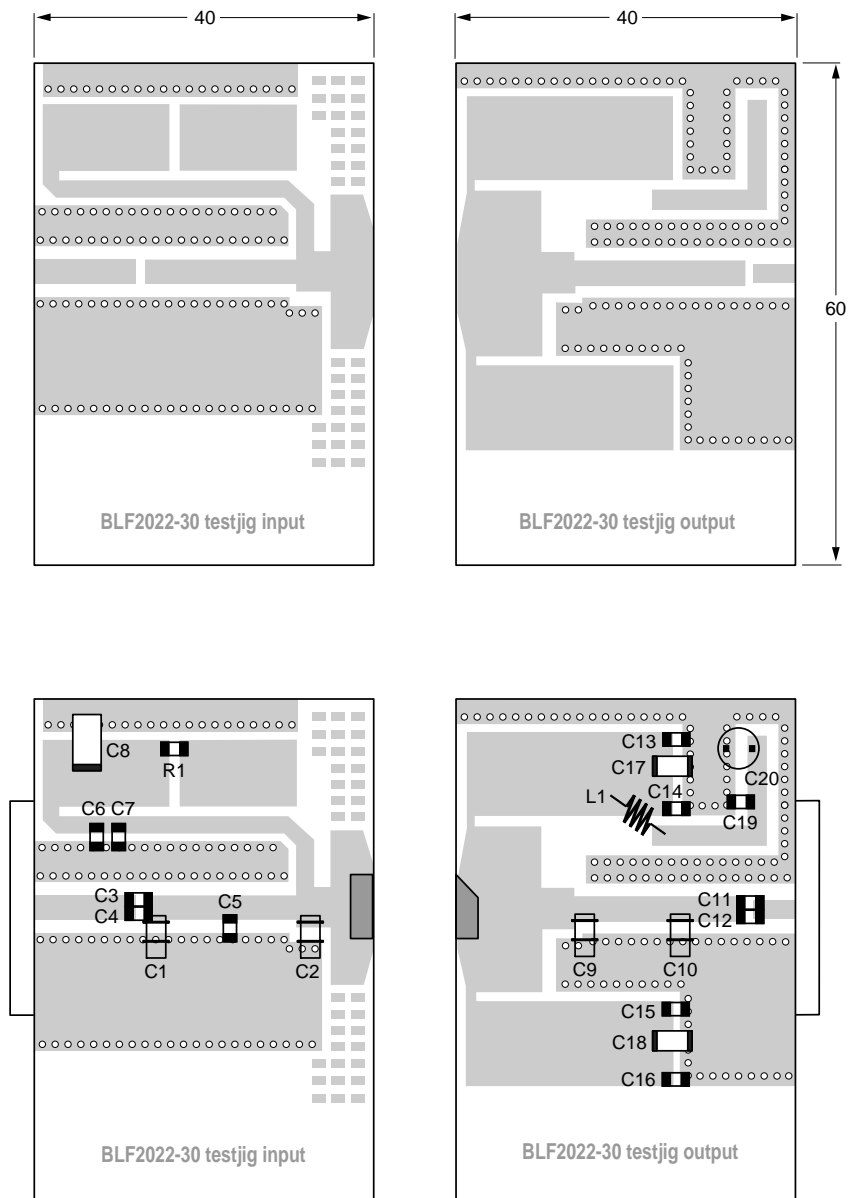 40
40
60
BLF2022-30 testjig input
BLF2022-30 testjig output
C8
R1
C6 C7
C3
C4
C5
C1
C2
C13
C17
C14
L1
C20
C19
C11
C12
C9
C10
C15
C18
C16
BLF2022-30 testjig input
BLF2022-30 testjig output